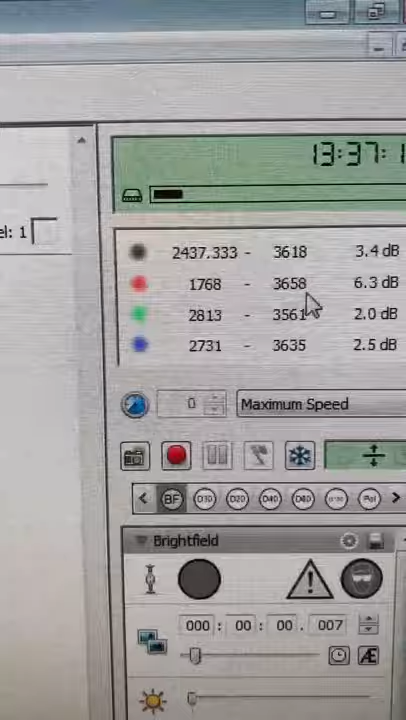 13:37:1
el: 1
2437.333 - 3618 3.4 dB
1768 - 3658 6.3 dB
2813 - 3561 2.0 dB
2731 - 3635 2.5 dB
0 Maximum Speed
BF D10 D20 D40 D60 Pol
Brightfield
000 : 00 : 00 . 007
Æ